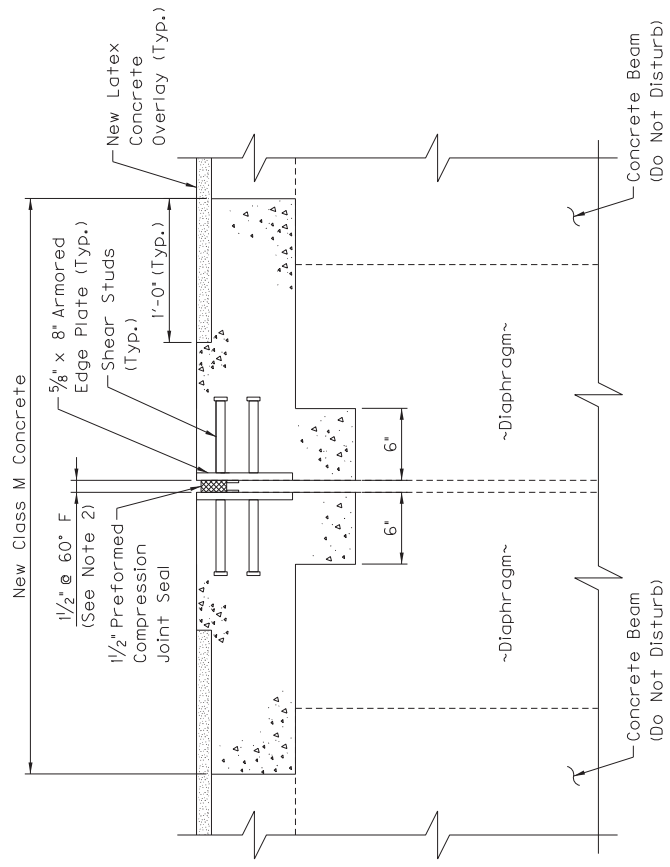 New Class M Concrete
1 1/2" @ 60° F
(See Note 2)
1 1/2" Preformed
Compression
Joint Seal
5/8" x 8" Armored
Edge Plate (Typ.)
Shear Studs
(Typ.)
1'-0" (Typ.)
New Latex
Concrete
Overlay (Typ.)
6"
6"
~Diaphragm~
~Diaphragm~
Concrete Beam
(Do Not Disturb)
Concrete Beam
(Do Not Disturb)